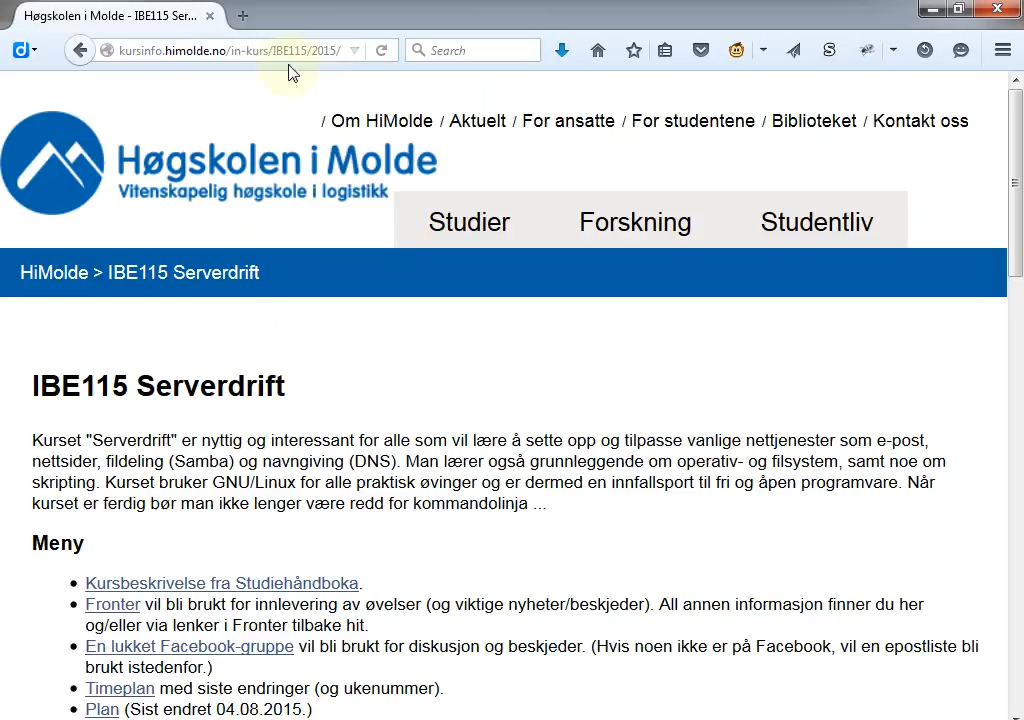 Høgskolen i Molde - IBE115 Ser...
kursinfo.himolde.no/in-kurs/IBE115/2015/
Search
/ Om HiMolde / Aktuelt / For ansatte / For studentene / Biblioteket / Kontakt oss
Høgskolen i Molde
Vitenskapelig høgskole i logistikk
Studier Forskning Studentliv
HiMolde > IBE115 Serverdrift
IBE115 Serverdrift
Kurset "Serverdrift" er nyttig og interessant for alle som vil lære å sette opp og tilpasse vanlige nettjenester som e-post,
nettsider, fildeling (Samba) og navngiving (DNS). Man lærer også grunnleggende om operativ- og filsystem, samt noe om
skripting. Kurset bruker GNU/Linux for alle praktisk øvinger og er dermed en innfallsport til fri og åpen programvare. Når
kurset er ferdig bør man ikke lenger være redd for kommandolinja ...
Meny
• Kursbeskrivelse fra Studiehåndboka.
• Fronter vil bli brukt for innlevering av øvelser (og viktige nyheter/beskjeder). All annen informasjon finner du her
og/eller via lenker i Fronter tilbake hit.
• En lukket Facebook-gruppe vil bli brukt for diskusjon og beskjeder. (Hvis noen ikke er på Facebook, vil en epostliste bli
brukt istedenfor.)
• Timeplan med siste endringer (og ukenummer).
• Plan (Sist endret 04.08.2015.)